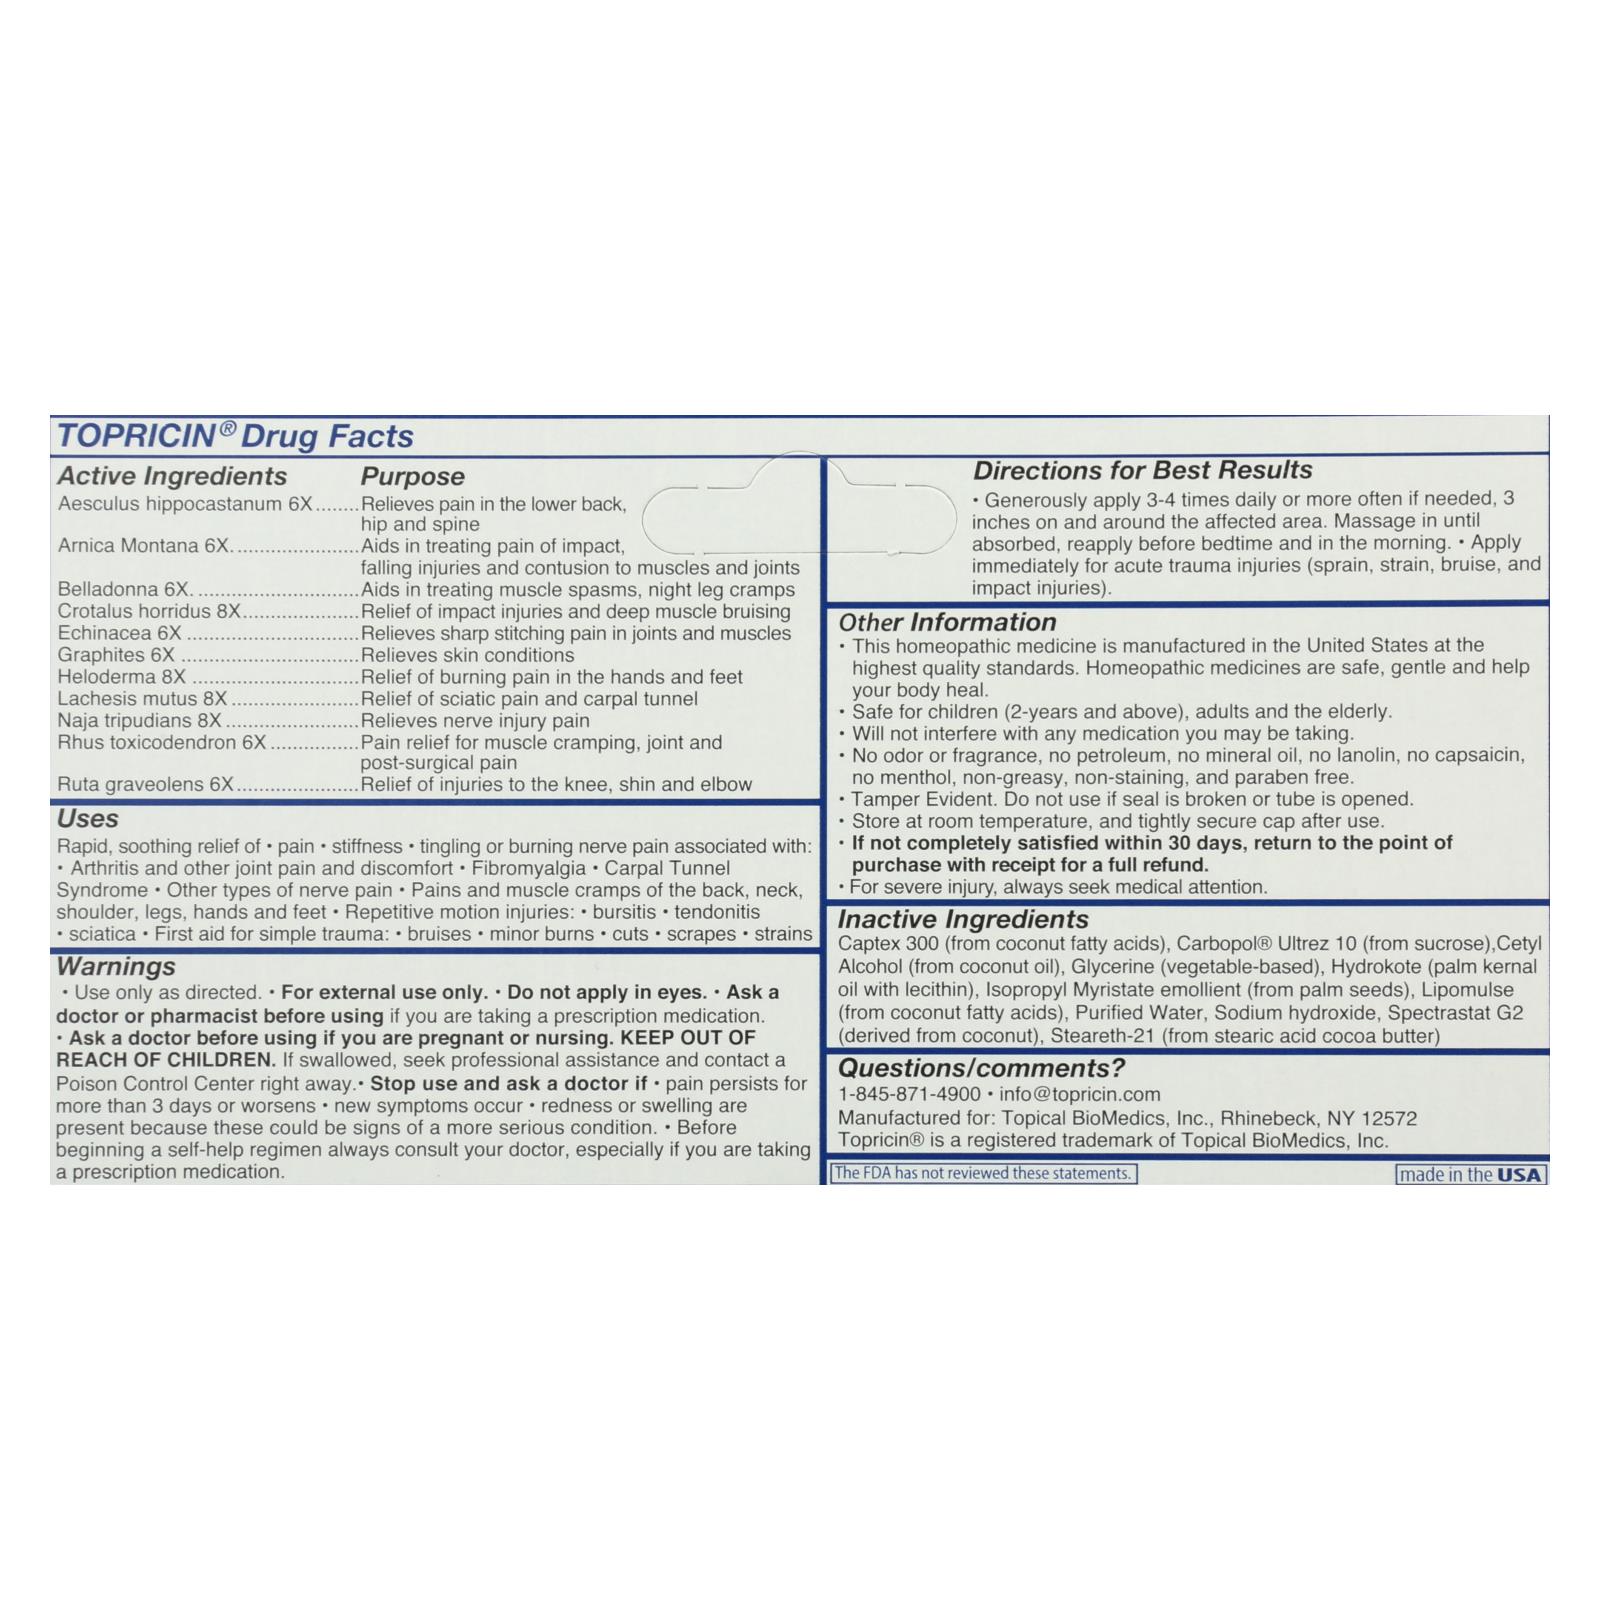 TOPRICIN® Drug Facts
Active Ingredients Purpose
Aesculus hippocastanum 6X........Relieves pain in the lower back,
hip and spine
Arnica Montana 6X......................Aids in treating pain of impact,
falling injuries and contusion to muscles and joints
Belladonna 6X. ...........................Aids in treating muscle spasms, night leg cramps
Crotalus horridus 8X....................Relief of impact injuries and deep muscle bruising
Echinacea 6X ..............................Relieves sharp stitching pain in joints and muscles
Graphites 6X ...............................Relieves skin conditions
Heloderma 8X .............................Relief of burning pain in the hands and feet
Lachesis mutus 8X ......................Relief of sciatic pain and carpal tunnel
Naja tripudians 8X .......................Relieves nerve injury pain
Rhus toxicodendron 6X ...............Pain relief for muscle cramping, joint and
post-surgical pain
Ruta graveolens 6X.....................Relief of injuries to the knee, shin and elbow
Uses
Rapid, soothing relief of • pain • stiffness • tingling or burning nerve pain associated with:
• Arthritis and other joint pain and discomfort • Fibromyalgia • Carpal Tunnel
Syndrome • Other types of nerve pain • Pains and muscle cramps of the back, neck,
shoulder, legs, hands and feet • Repetitive motion injuries: • bursitis • tendonitis
• sciatica • First aid for simple trauma: • bruises • minor burns • cuts • scrapes • strains
Warnings
• Use only as directed. • For external use only. • Do not apply in eyes. • Ask a
doctor or pharmacist before using if you are taking a prescription medication.
• Ask a doctor before using if you are pregnant or nursing. KEEP OUT OF
REACH OF CHILDREN. If swallowed, seek professional assistance and contact a
Poison Control Center right away.• Stop use and ask a doctor if • pain persists for
more than 3 days or worsens • new symptoms occur • redness or swelling are
present because these could be signs of a more serious condition. • Before
beginning a self-help regimen always consult your doctor, especially if you are taking
a prescription medication.
Directions for Best Results
• Generously apply 3-4 times daily or more often if needed, 3
inches on and around the affected area. Massage in until
absorbed, reapply before bedtime and in the morning. • Apply
immediately for acute trauma injuries (sprain, strain, bruise, and
impact injuries).
Other Information
• This homeopathic medicine is manufactured in the United States at the
highest quality standards. Homeopathic medicines are safe, gentle and help
your body heal.
• Safe for children (2-years and above), adults and the elderly.
• Will not interfere with any medication you may be taking.
• No odor or fragrance, no petroleum, no mineral oil, no lanolin, no capsaicin,
no menthol, non-greasy, non-staining, and paraben free.
• Tamper Evident. Do not use if seal is broken or tube is opened.
• Store at room temperature, and tightly secure cap after use.
• If not completely satisfied within 30 days, return to the point of
purchase with receipt for a full refund.
• For severe injury, always seek medical attention.
Inactive Ingredients
Captex 300 (from coconut fatty acids), Carbopol® Ultrez 10 (from sucrose),Cetyl
Alcohol (from coconut oil), Glycerine (vegetable-based), Hydrokote (palm kernal
oil with lecithin), Isopropyl Myristate emollient (from palm seeds), Lipomulse
(from coconut fatty acids), Purified Water, Sodium hydroxide, Spectrastat G2
(derived from coconut), Steareth-21 (from stearic acid cocoa butter)
Questions/comments?
1-845-871-4900 • info@topricin.com
Manufactured for: Topical BioMedics, Inc., Rhinebeck, NY 12572
Topricin® is a registered trademark of Topical BioMedics, Inc.
The FDA has not reviewed these statements. made in the USA